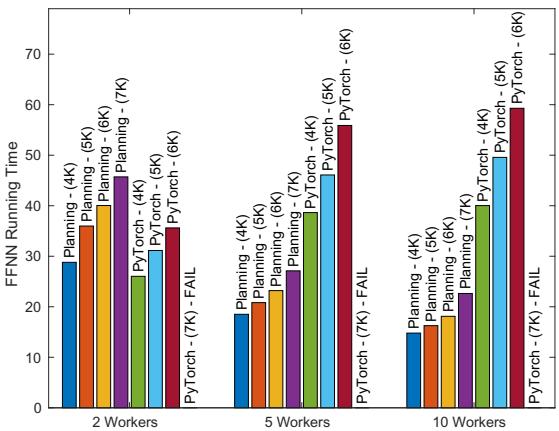 FFNN Running Time
70
60
50
40
30
20
10
0
Planning - (4K)
Planning - (5K)
Planning - (6K)
Planning - (7K)
PyTorch - (4K)
PyTorch - (5K)
PyTorch - (6K)
PyTorch - (7K) - FAIL
Planning - (4K)
Planning - (5K)
Planning - (6K)
Planning - (7K)
PyTorch - (4K)
PyTorch - (5K)
PyTorch - (6K)
PyTorch - (7K) - FAIL
Planning - (4K)
Planning - (5K)
Planning - (6K)
Planning - (7K)
PyTorch - (4K)
PyTorch - (5K)
PyTorch - (6K)
PyTorch - (7K) - FAIL
2 Workers
5 Workers
10 Workers